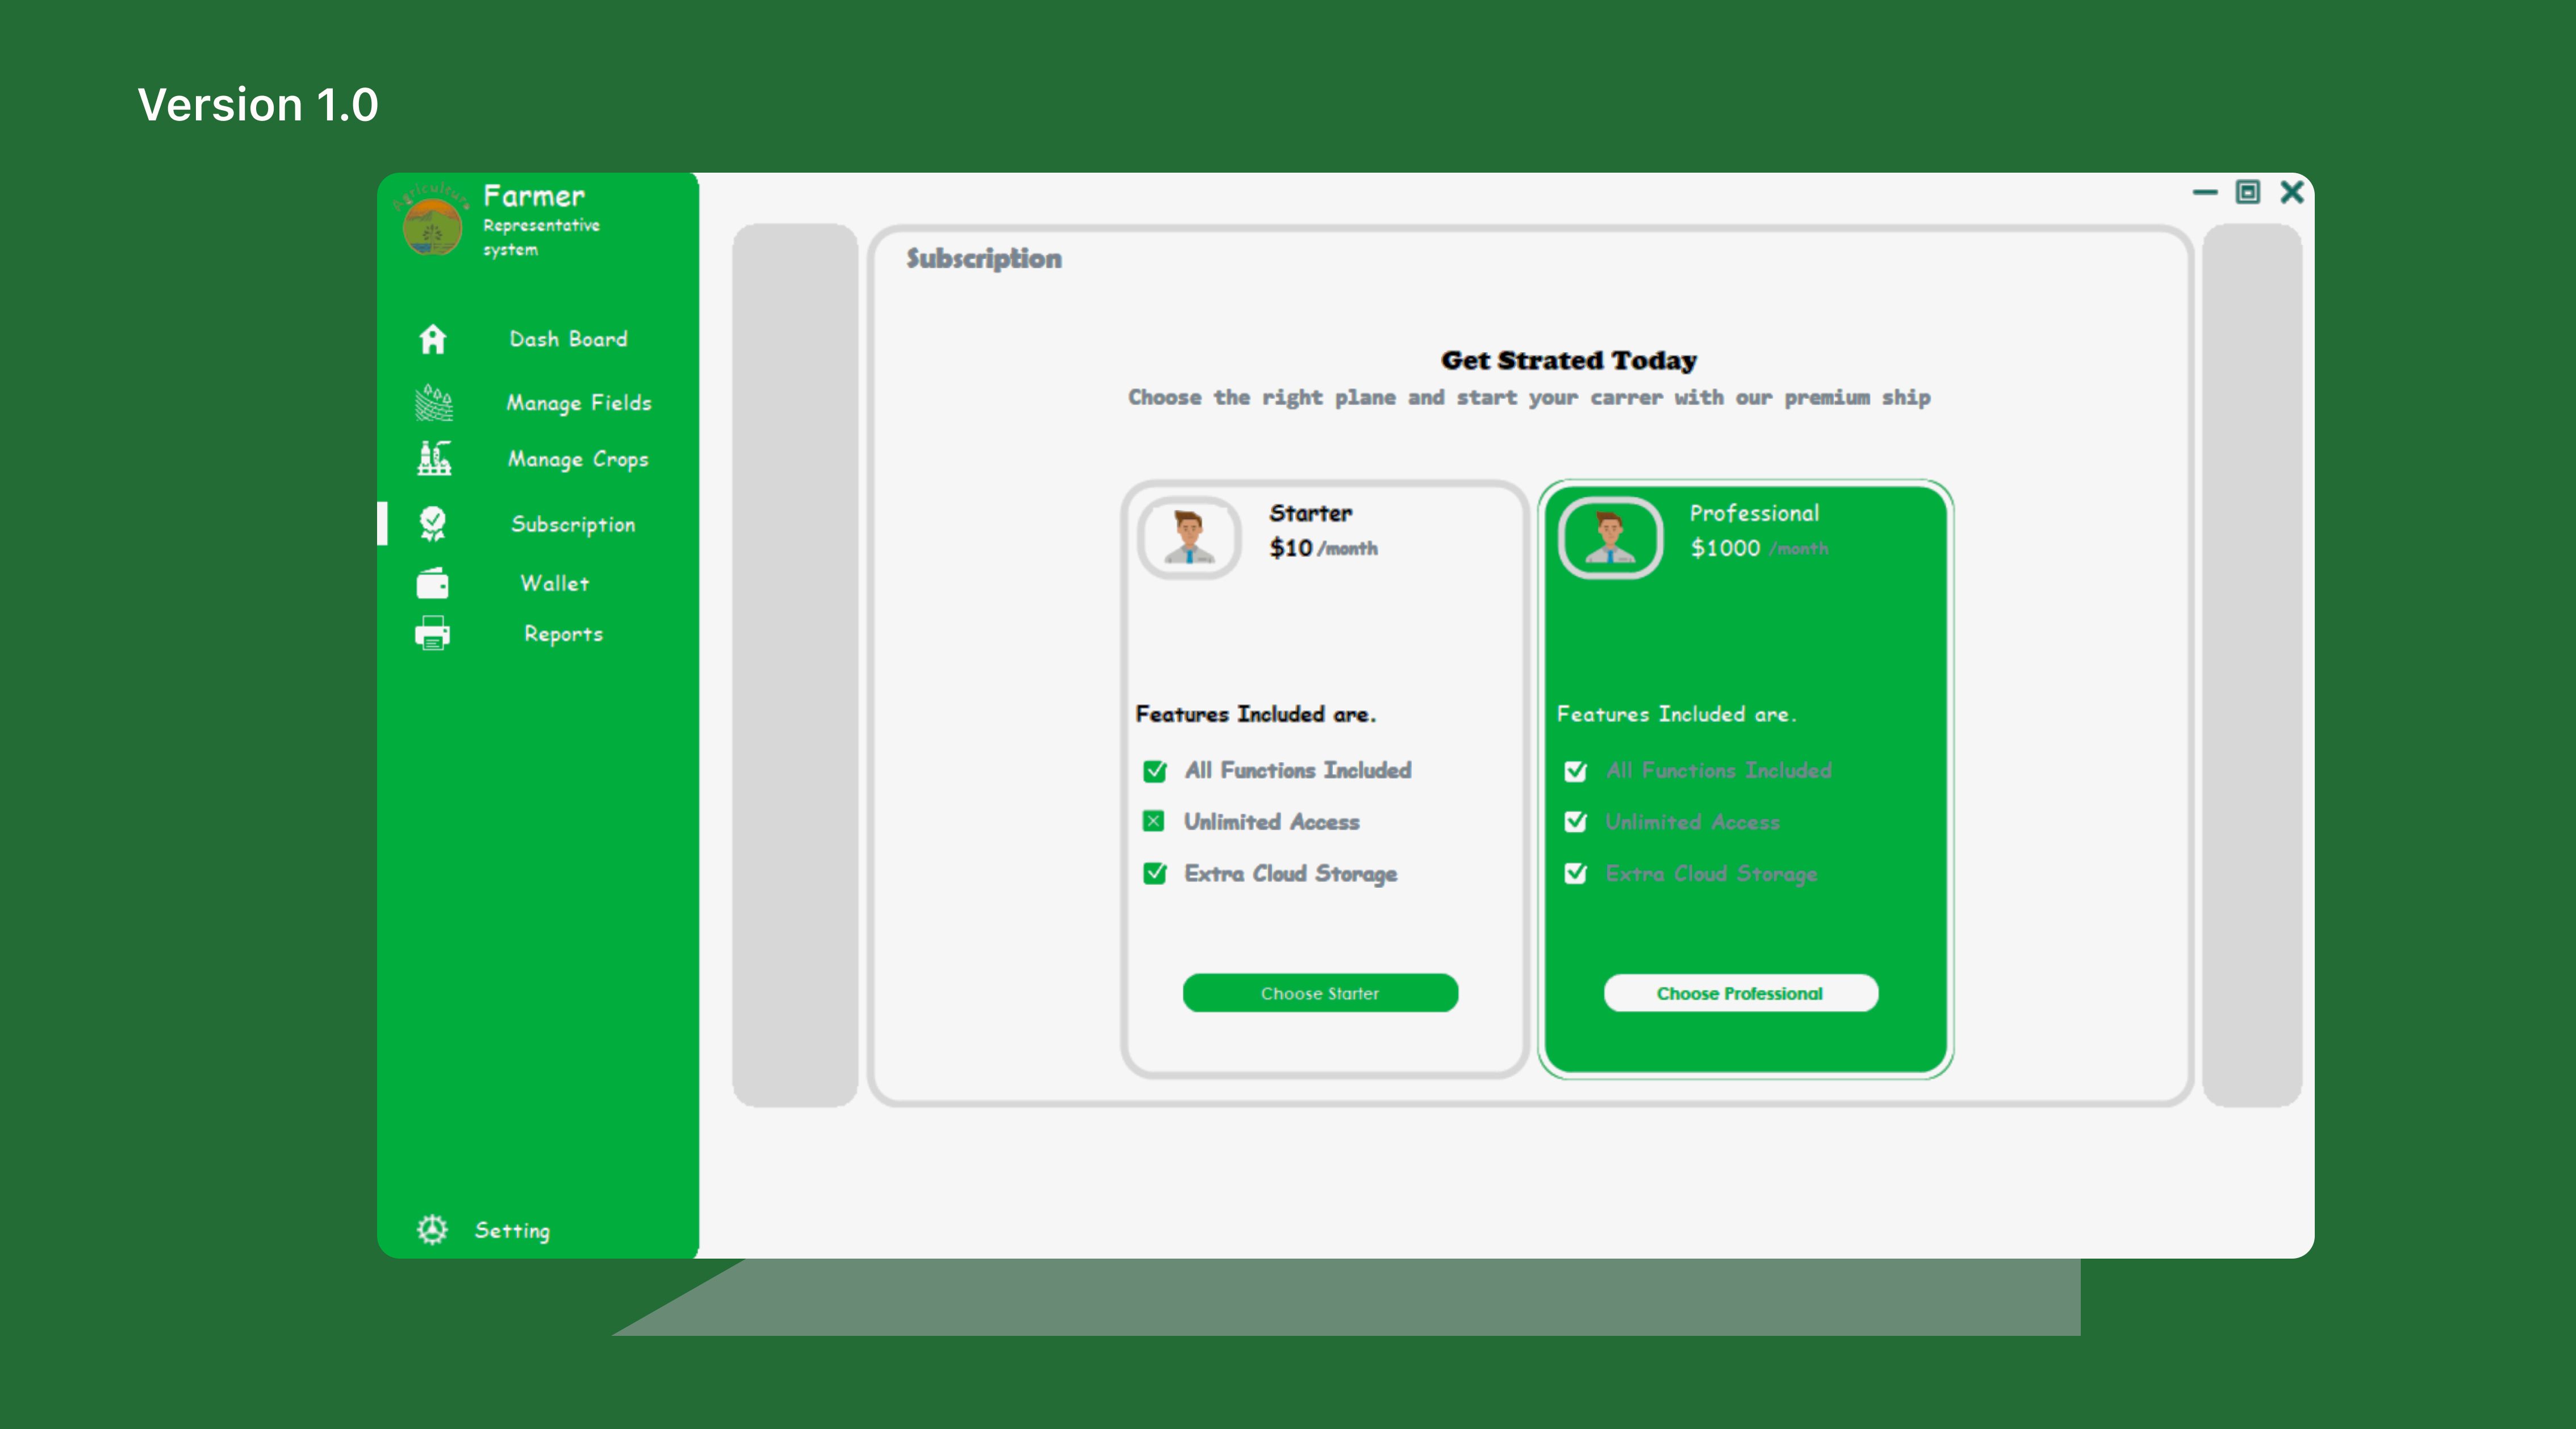 Version 1.0
Agriculture
Farmer
Representative
system
Dash Board
Manage Fields
Manage Crops
Subscription
Wallet
Reports
Setting
Subscription
Get Strated Today
Choose the right plane and start your carrer with our premium ship
Starter
$10 /month
Features Included are.
All Functions Included
Unlimited Access
Extra Cloud Storage
Choose Starter
Professional
$1000 /month
Features Included are.
All Functions Included
Unlimited Access
Extra Cloud Storage
Choose Professional